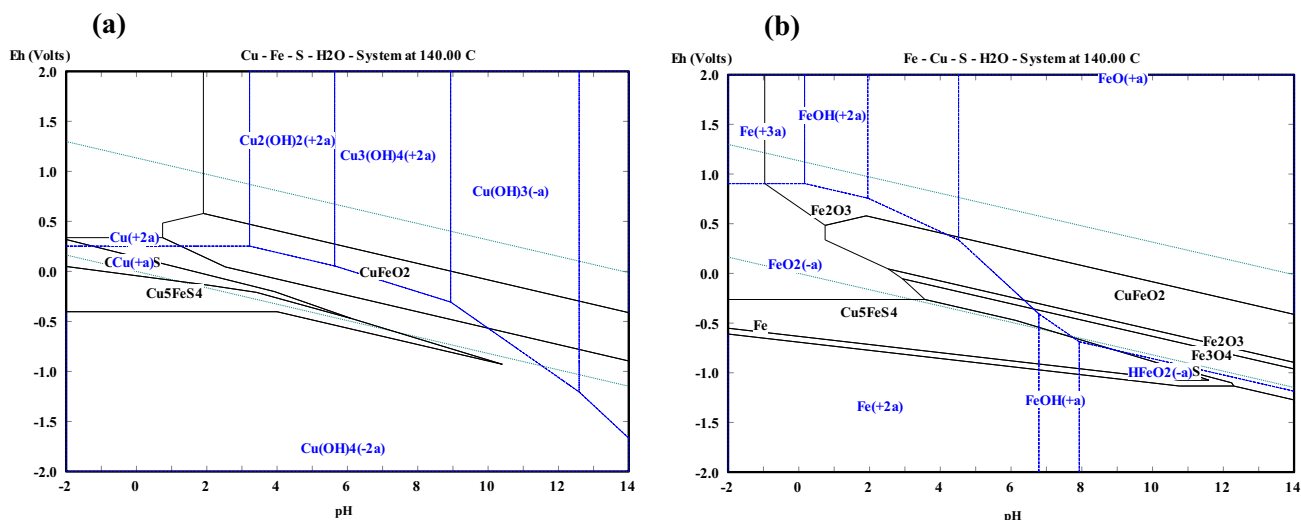 (a)
Eh (Volts)
Cu - Fe - S - H2O - System at 140.00 C
2.0
1.5
1.0
0.5
0.0
-0.5
-1.0
-1.5
-2.0
Cu2(OH)2(+2a)
Cu3(OH)4(+2a)
Cu(OH)3(-a)
Cu(+2a)
Cu(+a)
S
CuFeO2
Cu5FeS4
Cu(OH)4(-2a)
-2 0 2 4 6 8 10 12 14
pH
(b)
Eh (Volts)
Fe - Cu - S - H2O - System at 140.00 C
2.0
1.5
1.0
0.5
0.0
-0.5
-1.0
-1.5
-2.0
FeO(+a)
FeOH(+2a)
Fe(+3a)
Fe2O3
FeO2(-a)
CuFeO2
Cu5FeS4
Fe
Fe2O3
Fe3O4
HFeO2(-a)
S
Fe(+2a)
FeOH(+a)
-2 0 2 4 6 8 10 12 14
pH